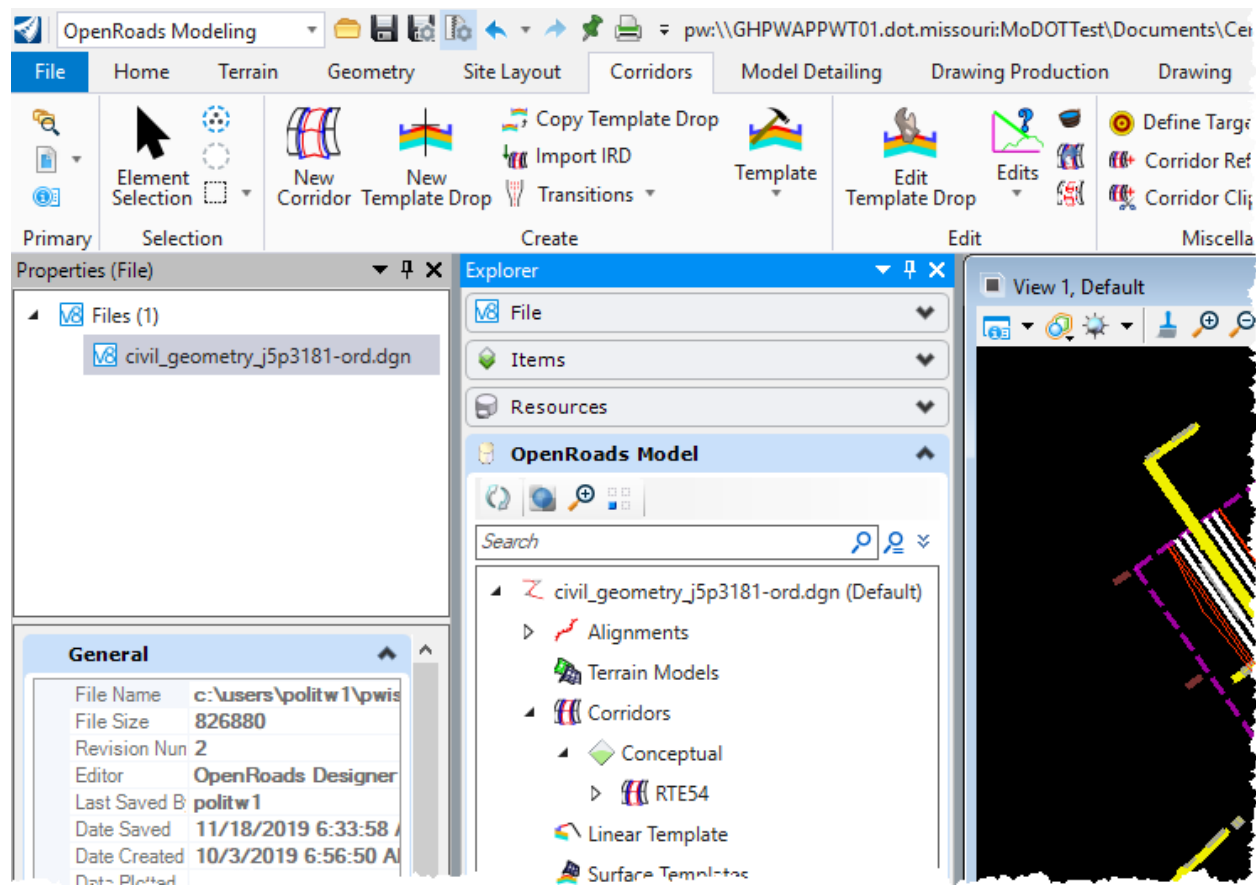 OpenRoads Modeling pw:\\GHPWAPPWT01.dot.missouri:MoDOTTest\Documents\Cer
File Home Terrain Geometry Site Layout Corridors Model Detailing Drawing Production Drawing
Element Selection
New Corridor
New Template Drop
Copy Template Drop
Import IRD
Transitions
Template
Edit Template Drop
Edits
Define Targe
Corridor Ref
Corridor Clip
Primary Selection Create Edit Miscella
Properties (File)
Files (1)
civil_geometry_j5p3181-ord.dgn
General
File Name c:\users\politw1\pwis
File Size 826880
Revision Nun 2
Editor OpenRoads Designer
Last Saved B politw1
Date Saved 11/18/2019 6:33:58
Date Created 10/3/2019 6:56:50 Al
Explorer
File
Items
Resources
OpenRoads Model
Search
civil_geometry_j5p3181-ord.dgn (Default)
Alignments
Terrain Models
Corridors
Conceptual
RTE54
Linear Template
Surface Templates
View 1, Default